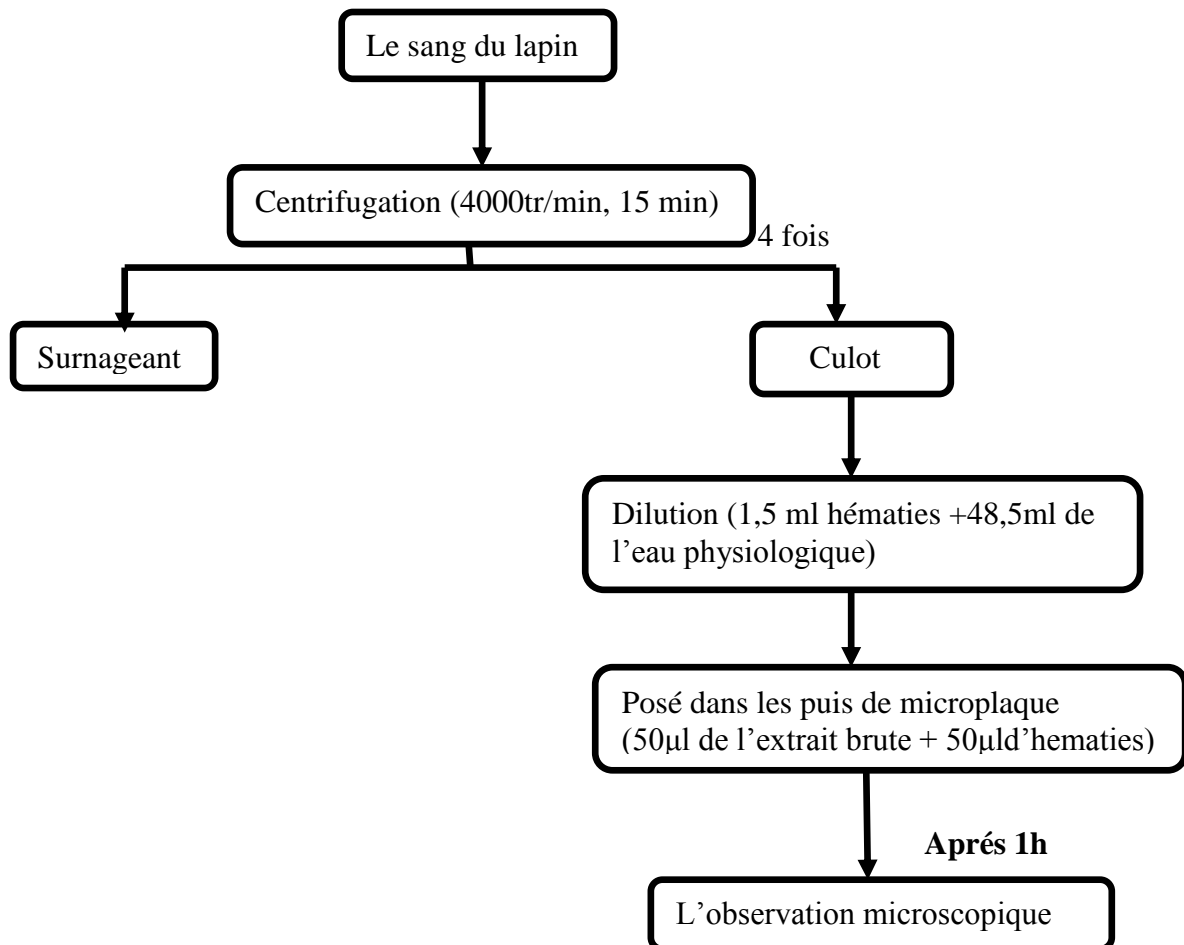 Le sang du lapin
Centrifugation (4000tr/min, 15 min)
4 fois
Surnageant
Culot
Dilution (1,5 ml hématies +48,5ml de
l’eau physiologique)
Posé dans les puis de microplaque
(50µl de l’extrait brute + 50µld’hematies)
Aprés 1h
L’observation microscopique